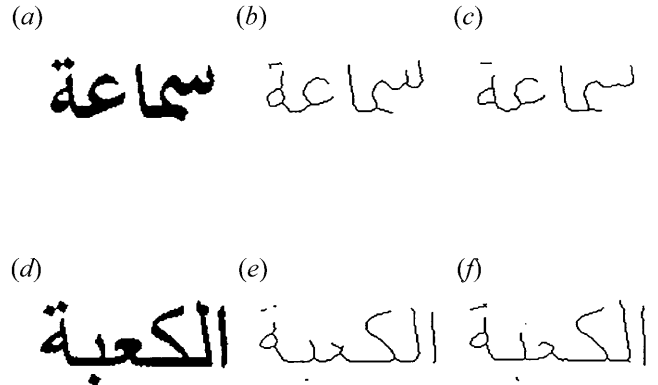 (a) (b) (c)
سماعة سماعة سماعة
(d) (e) (f)
الكعبة الكعبة الكعبة